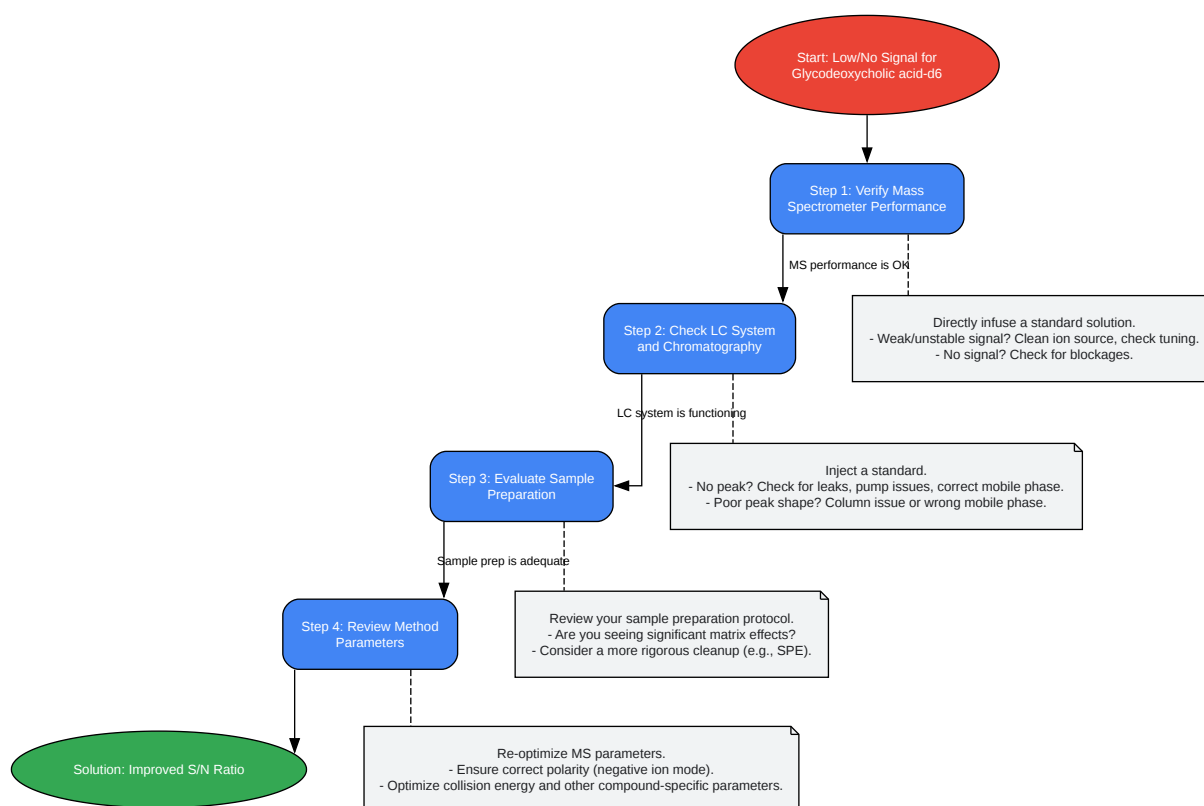 Start: Low/No Signal for
Glycodeoxycholic acid-d6
Step 1: Verify Mass
Spectrometer Performance
MS performance is OK
Directly infuse a standard solution.
- Weak/unstable signal? Clean ion source, check tuning.
- No signal? Check for blockages.
Step 2: Check LC System
and Chromatography
LC system is functioning
Inject a standard.
- No peak? Check for leaks, pump issues, correct mobile phase.
- Poor peak shape? Column issue or wrong mobile phase.
Step 3: Evaluate Sample
Preparation
Sample prep is adequate
Review your sample preparation protocol.
- Are you seeing significant matrix effects?
- Consider a more rigorous cleanup (e.g., SPE).
Step 4: Review Method
Parameters
Re-optimize MS parameters.
- Ensure correct polarity (negative ion mode).
- Optimize collision energy and other compound-specific parameters.
Solution: Improved S/N Ratio